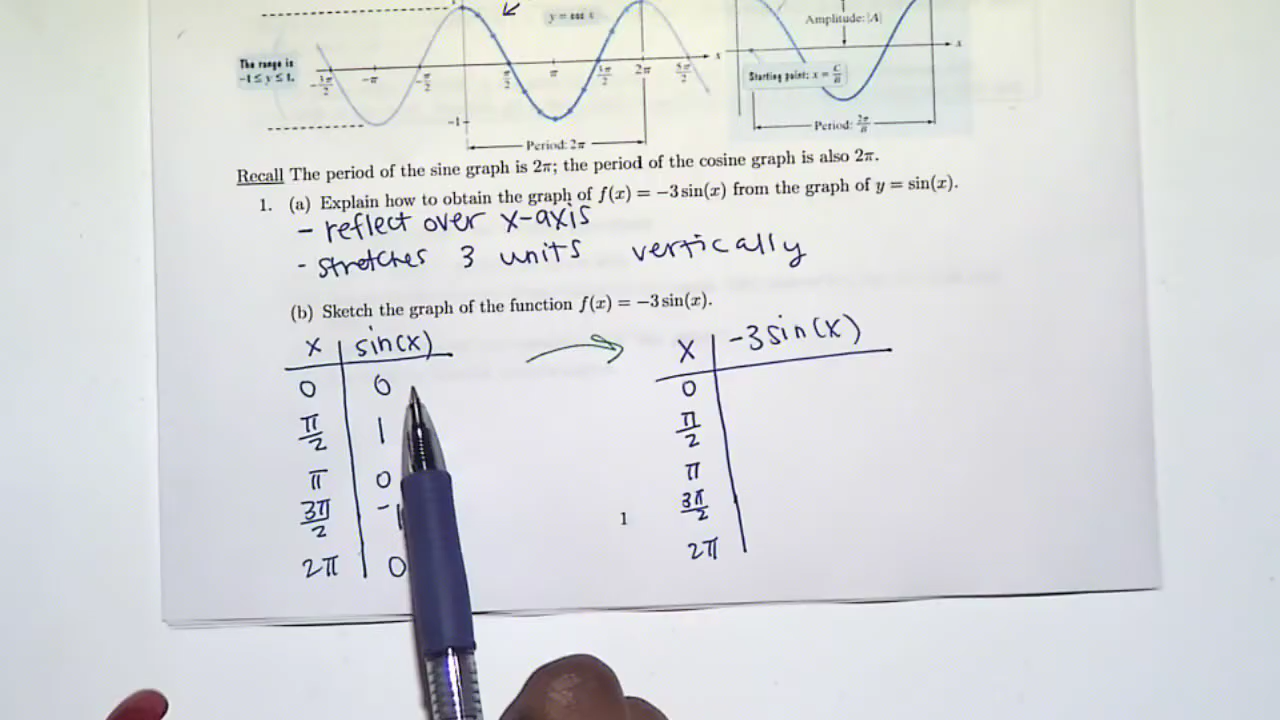 y = cos x
Amplitude: |A|
The range is
−1 ≤ y ≤ 1.
x
x
−3π/2 −π −π/2 π/2 π 3π/2 2π 5π/2
Starting point: x = C/B
−1
Period: 2π
Period: 2π/B
Recall The period of the sine graph is 2π; the period of the cosine graph is also 2π.
1. (a) Explain how to obtain the graph of f(x) = −3 sin(x) from the graph of y = sin(x).
- reflect over x-axis
- stretches 3 units vertically
(b) Sketch the graph of the function f(x) = −3 sin(x).
x sin(x)
0 0
π/2 1
π 0
3π/2 -1
2π 0
x -3sin(x)
0
π/2
π
3π/2
2π
1